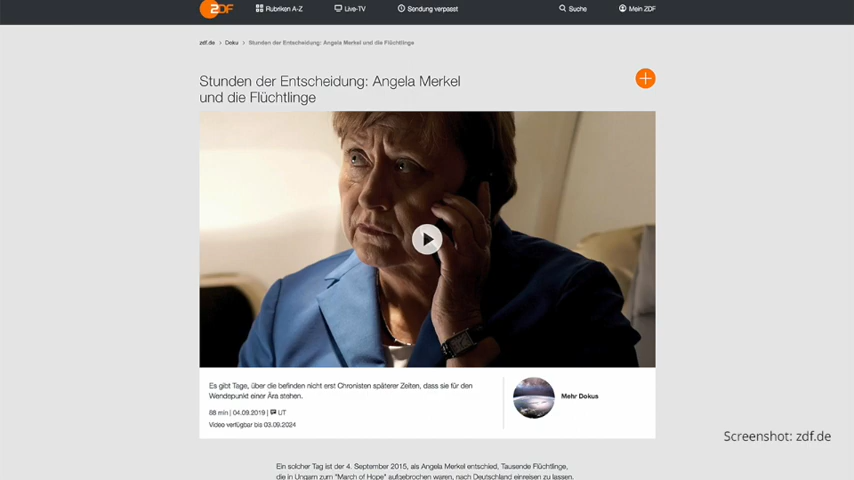 ZDF Rubriken A-Z Live-TV Sendung verpasst Suche Mein ZDF
zdf.de > Doku > Stunden der Entscheidung: Angela Merkel und die Flüchtlinge
Stunden der Entscheidung: Angela Merkel
und die Flüchtlinge
Es gibt Tage, über die befinden nicht erst Chronisten späterer Zeiten, dass sie für den
Wendepunkt einer Ära stehen.
88 min | 04.09.2019 | UT
Video verfügbar bis 03.09.2024
Mehr Dokus
Screenshot: zdf.de
Ein solcher Tag ist der 4. September 2015, als Angela Merkel entschied, Tausende Flüchtlinge,
die in Ungarn zum "March of Hope" aufgebrochen waren, nach Deutschland einreisen zu lassen.